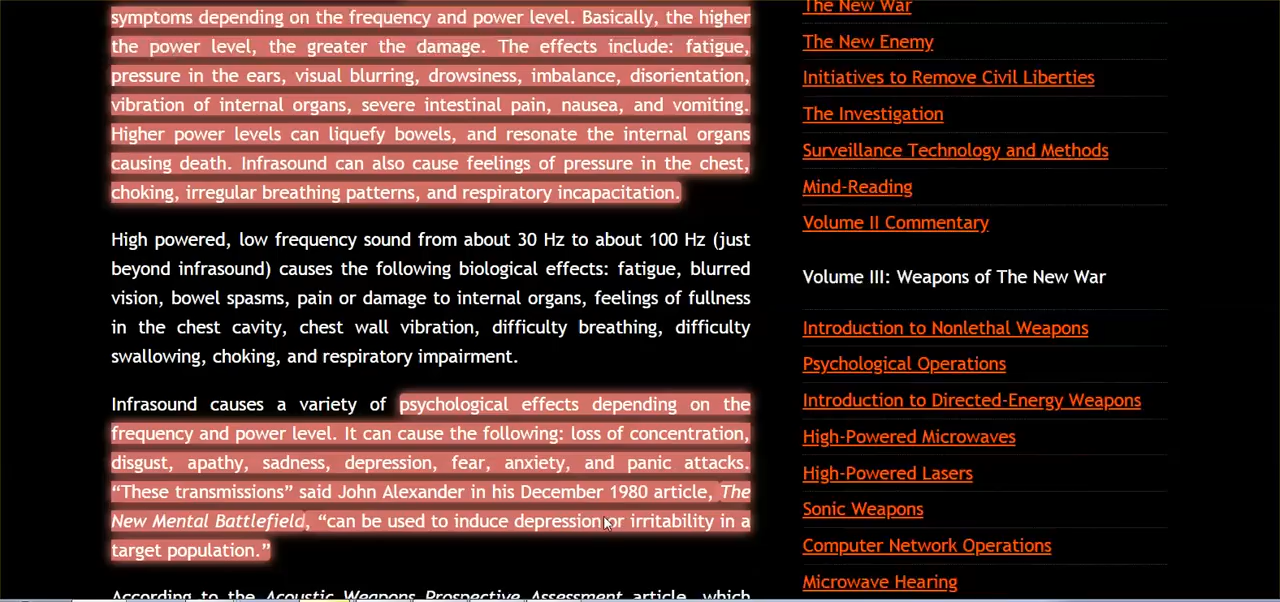 symptoms depending on the frequency and power level. Basically, the higher
the power level, the greater the damage. The effects include: fatigue,
pressure in the ears, visual blurring, drowsiness, imbalance, disorientation,
vibration of internal organs, severe intestinal pain, nausea, and vomiting.
Higher power levels can liquefy bowels, and resonate the internal organs
causing death. Infrasound can also cause feelings of pressure in the chest,
choking, irregular breathing patterns, and respiratory incapacitation.
High powered, low frequency sound from about 30 Hz to about 100 Hz (just
beyond infrasound) causes the following biological effects: fatigue, blurred
vision, bowel spasms, pain or damage to internal organs, feelings of fullness
in the chest cavity, chest wall vibration, difficulty breathing, difficulty
swallowing, choking, and respiratory impairment.
Infrasound causes a variety of psychological effects depending on the
frequency and power level. It can cause the following: loss of concentration,
disgust, apathy, sadness, depression, fear, anxiety, and panic attacks.
“These transmissions” said John Alexander in his December 1980 article, The
New Mental Battlefield, “can be used to induce depression or irritability in a
target population.”
According to the Acoustic Weapons Prospective Assessment article, which
The New War
The New Enemy
Initiatives to Remove Civil Liberties
The Investigation
Surveillance Technology and Methods
Mind-Reading
Volume II Commentary
Volume III: Weapons of The New War
Introduction to Nonlethal Weapons
Psychological Operations
Introduction to Directed-Energy Weapons
High-Powered Microwaves
High-Powered Lasers
Sonic Weapons
Computer Network Operations
Microwave Hearing